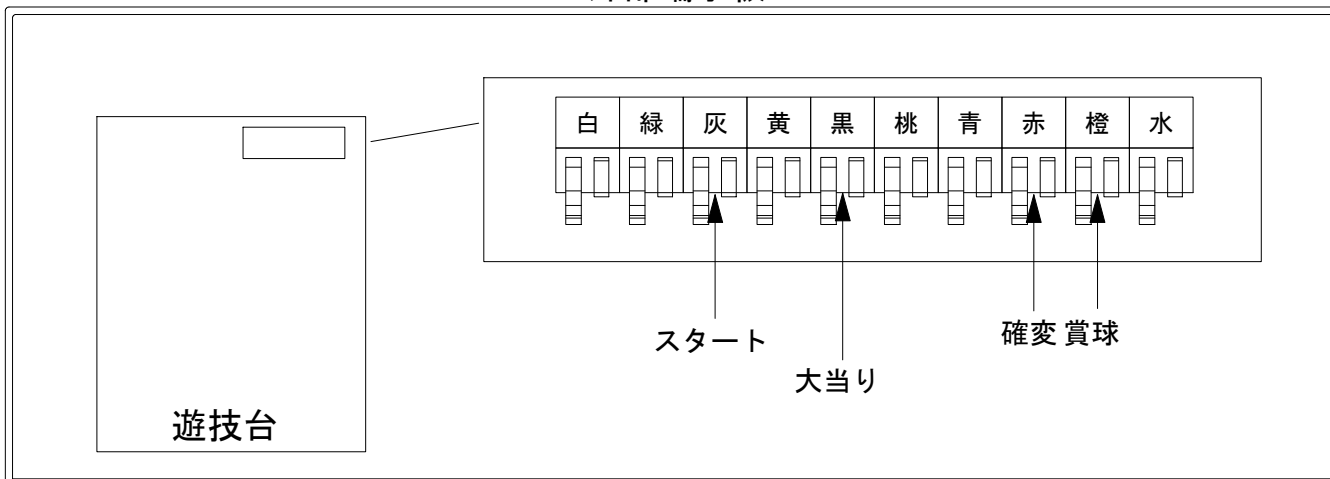 白 緑 灰 黄 黒 桃 青 赤 橙 水
スタート
確変 賞球
大当り
遊技台